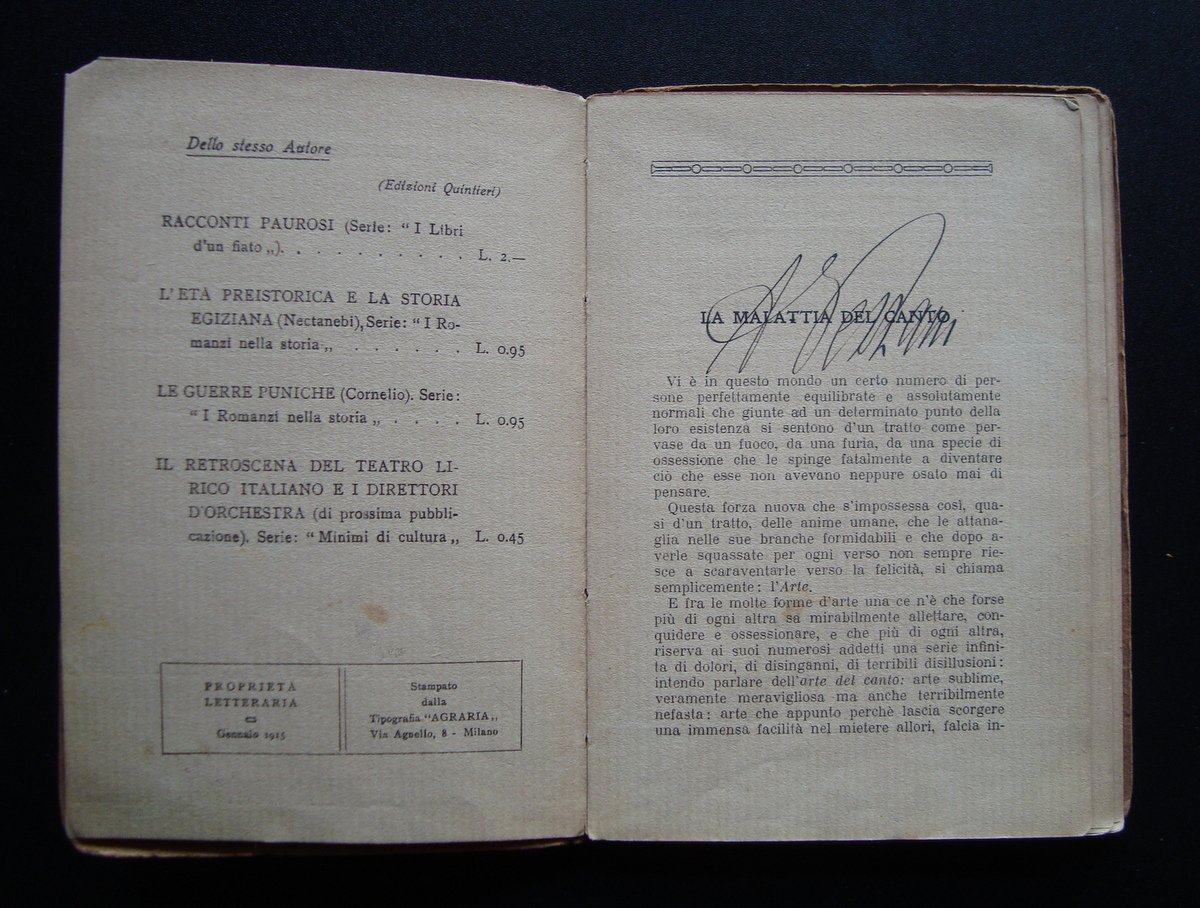 Dello stesso Autore
(Edizioni Quintieri)
RACCONTI PAUROSI (Serie: “ I Libri
d'un fiato „). . . . . . . . . . . L. 2.—
L'ETÀ PREISTORICA E LA STORIA
EGIZIANA (Nectanebi), Serie: “ I Ro-
manzi nella storia „ . . . . . . L. 0.95
LE GUERRE PUNICHE (Cornelio). Serie:
“ I Romanzi nella storia „ . . . . L. 0.95
IL RETROSCENA DEL TEATRO LI-
RICO ITALIANO E I DIRETTORI
D'ORCHESTRA (di prossima pubbli-
cazione). Serie: “ Minimi di cultura „ L. 0.45
PROPRIETÀ
LETTERARIA
Gennaio 1915
Stampato
dalla
Tipografia “AGRARIA„
Via Agnello, 8 - Milano
LA MALATTIA DEL CANTO.
Vi è in questo mondo un certo numero di per-
sone perfettamente equilibrate e assolutamente
normali che giunte ad un determinato punto della
loro esistenza si sentono d'un tratto come per-
vase da un fuoco, da una furia, da una specie di
ossessione che le spinge fatalmente a diventare
ciò che esse non avevano neppure osato mai di
pensare.
Questa forza nuova che s'impossessa così, qua-
si d'un tratto, delle anime umane, che le attana-
glia nelle sue branche formidabili e che dopo a-
verle squassate per ogni verso non sempre rie-
sce a scaraventarle verso la felicità, si chiama
semplicemente: l'Arte.
E fra le molte forme d'arte una ce n'è che forse
più di ogni altra sa mirabilmente allettare, con-
quidere e ossessionare, e che più di ogni altra,
riserva ai suoi numerosi addetti una serie infini-
ta di dolori, di disinganni, di terribili disillusioni:
intendo parlare dell'arte del canto: arte sublime,
veramente meravigliosa ma anche terribilmente
nefasta: arte che appunto perchè lascia scorgere
una immensa facilità nel mietere allori, falcia in-